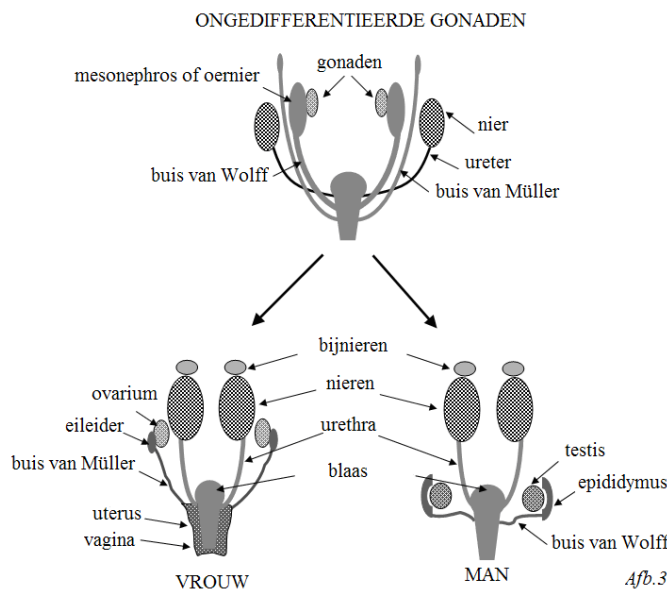 ONGEDIFFERENTIEERDE GONADEN
mesonephros of oernier
gonaden
nier
ureter
buis van Wolff
buis van Müller
bijnieren
nieren
ovarium
eileider
urethra
testis
buis van Müller
blaas
epididymus
uterus
vagina
buis van Wolff
VROUW
MAN
Afb.3